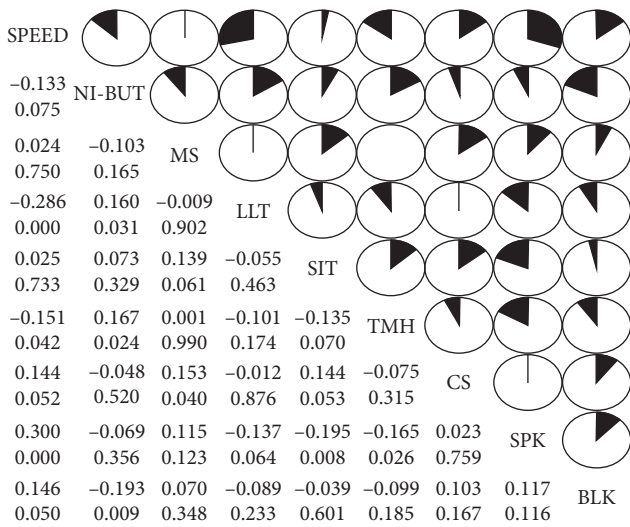 SPEED
−0.133 NI-BUT
0.075
0.024 −0.103 MS
0.750 0.165
−0.286 0.160 −0.009 LLT
0.000 0.031 0.902
0.025 0.073 0.139 −0.055 SIT
0.733 0.329 0.061 0.463
−0.151 0.167 0.001 −0.101 −0.135 TMH
0.042 0.024 0.990 0.174 0.070
0.144 −0.048 0.153 −0.012 0.144 −0.075 CS
0.052 0.520 0.040 0.876 0.053 0.315
0.300 −0.069 0.115 −0.137 −0.195 −0.165 0.023 SPK
0.000 0.356 0.123 0.064 0.008 0.026 0.759
0.146 −0.193 0.070 −0.089 −0.039 −0.099 0.103 0.117 BLK
0.050 0.009 0.348 0.233 0.601 0.185 0.167 0.116